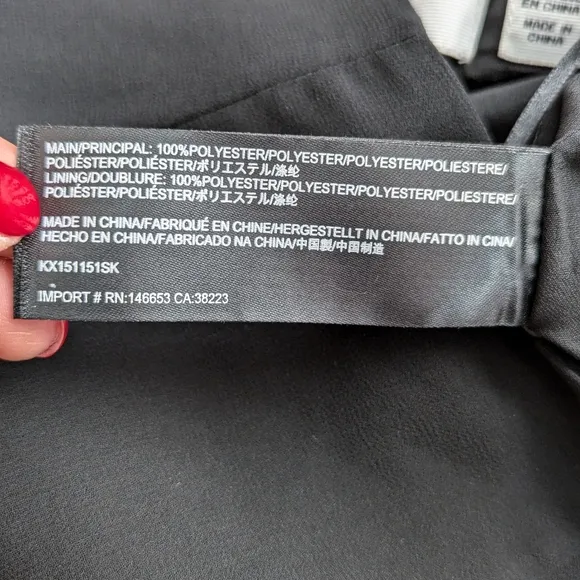 EN CHINA
MADE IN
CHINA
MAIN/PRINCIPAL: 100%POLYESTER/POLYESTER/POLYESTER/POLIESTERE/
POLIÉSTER/POLIÉSTER/ポリエステル/涤纶
LINING/DOUBLURE: 100%POLYESTER/POLYESTER/POLYESTER/POLIESTERE/
POLIÉSTER/POLIÉSTER/ポリエステル/涤纶
MADE IN CHINA/FABRIQUÉ EN CHINE/HERGESTELLT IN CHINA/FATTO IN CINA/
HECHO EN CHINA/FABRICADO NA CHINA/中国製/中国制造
KX151151SK
IMPORT # RN:146653 CA:38223